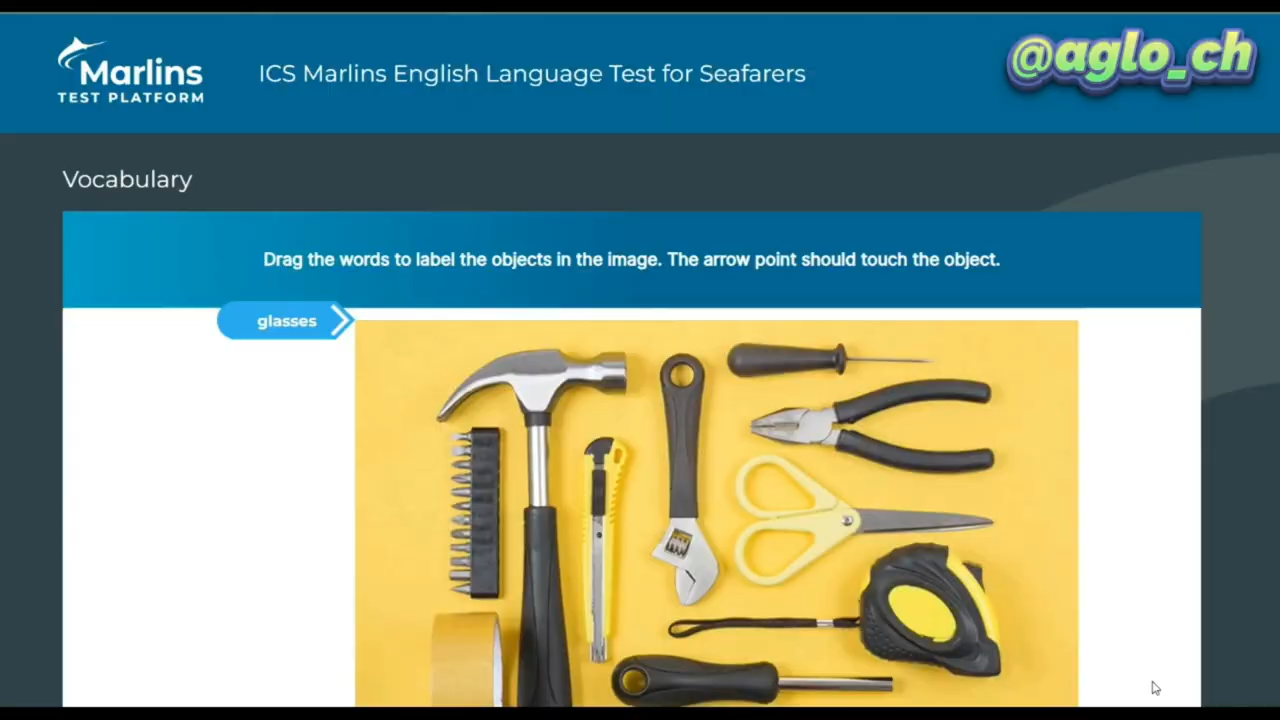 Marlins
TEST PLATFORM
ICS Marlins English Language Test for Seafarers
@aglo_ch
Vocabulary
Drag the words to label the objects in the image. The arrow point should touch the object.
glasses